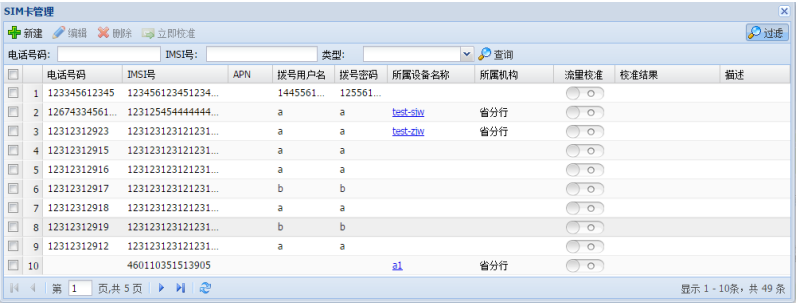 SIM卡管理
新建 编辑 删除 立即校准 过滤
电话号码: IMSI号: 类型: 查询
电话号码 IMSI号 APN 拨号用户名 拨号密码 所属设备名称 所属机构 流量校准 校准结果 描述
1 123345612345 123456123451234... 1445561... 125561...
2 12674334561... 123125454444444... a a test-siw 省分行
3 12312312923 123123123121231... a a test-ziw 省分行
4 12312312915 123123123121231... a a
5 12312312916 123123123121231... a a
6 12312312917 123123123121231... b b
7 12312312918 123123123121231... a a
8 12312312919 123123123121231... b b
9 12312312912 123123123121231... a a
10 460110351513905 a1 省分行
第 1 页,共 5 页 显示 1 - 10条，共 49 条